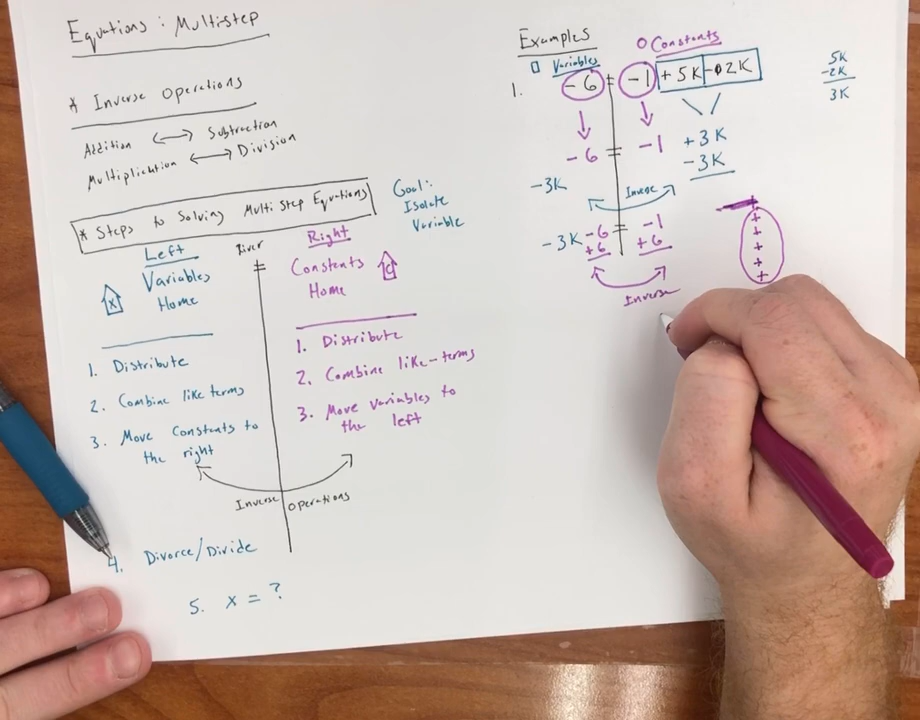 Equations: Multistep
* Inverse Operations
Addition ⟷ Subtraction
Multiplication ⟷ Division
* Steps to Solving Multi Step Equations
Goal:
Isolate
Variable
Left
Variables
Home
x
1. Distribute
2. Combine like terms
3. Move Constants to
the right
River
=
Right
Constants
Home
c
1. Distribute
2. Combine like-terms
3. Move Variables to
the left
Inverse Operations
4. Divorce/Divide
5. x = ?
Examples
□ Variables
○ Constants
1. -6 = -1 +5K -2K
-6 = -1 +3K
-3K -3K
Inverse
-3K -6 = -1
+6 +6
Inverse
5K
-2K
3K
+
+
+
+
+
+